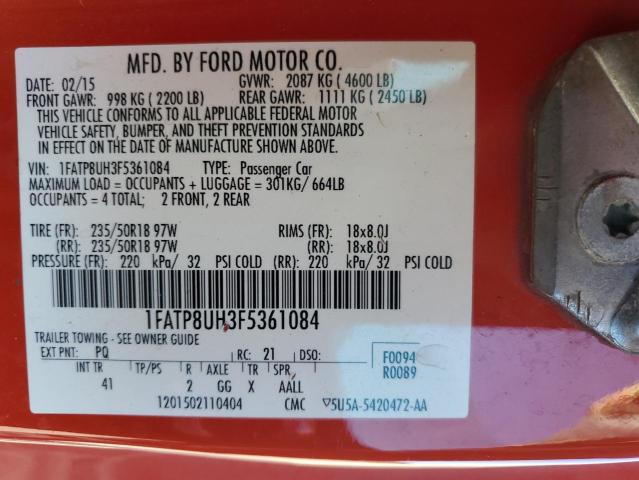 MFD. BY FORD MOTOR CO.
DATE: 02/15 GVWR: 2087 KG ( 4600 LB)
FRONT GAWR: 998 KG ( 2200 LB) REAR GAWR: 1111 KG ( 2450 LB)
THIS VEHICLE CONFORMS TO ALL APPLICABLE FEDERAL MOTOR
VEHICLE SAFETY, BUMPER, AND THEFT PREVENTION STANDARDS
IN EFFECT ON THE DATE OF MANUFACTURE SHOWN ABOVE.
VIN: 1FATP8UH3F5361084 TYPE: Passenger Car
MAXIMUM LOAD = OCCUPANTS + LUGGAGE = 301KG/ 664LB
OCCUPANTS = 4 TOTAL; 2 FRONT, 2 REAR
TIRE (FR): 235/50R18 97W RIMS (FR): 18x8.0J
(RR): 235/50R18 97W (RR): 18x8.0J
PRESSURE (FR): 220 kPa/ 32 PSI COLD (RR): 220 kPa/ 32 PSI COLD
1FATP8UH3F5361084
TRAILER TOWING - SEE OWNER GUIDE
EXT PNT: PQ RC: 21 DSO: F0094
R0089
INT TR TP/PS R AXLE TR SPR
41 2 GG X AALL
1201502110404 CMC ▽5U5A-5420472-AA